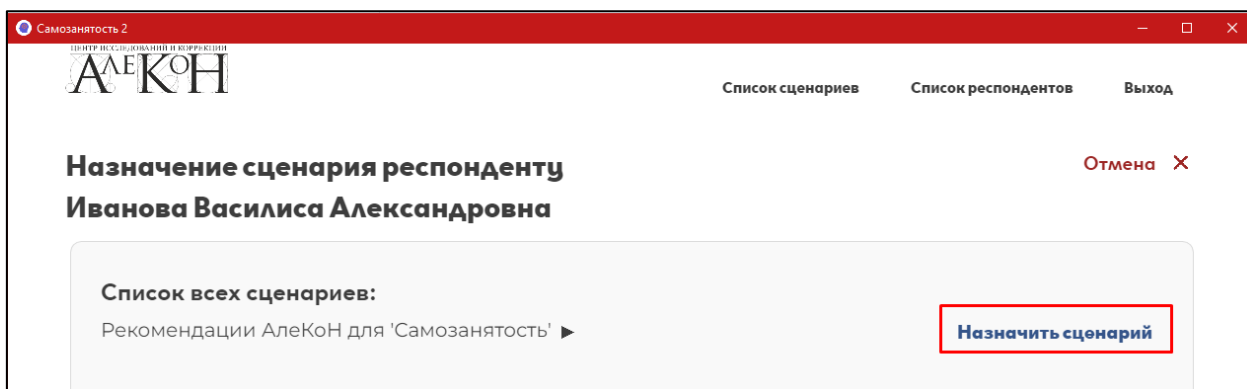 Самозанятость 2
ЦЕНТР ИССЛЕДОВАНИЙ И КОРРЕКЦИИ
АлеКоН
Список сценариев Список респондентов Выход
Назначение сценария респонденту
Отмена
Иванова Василиса Александровна
Список всех сценариев:
Рекомендации АлеКоН для 'Самозанятость' ▶
Назначить сценарий